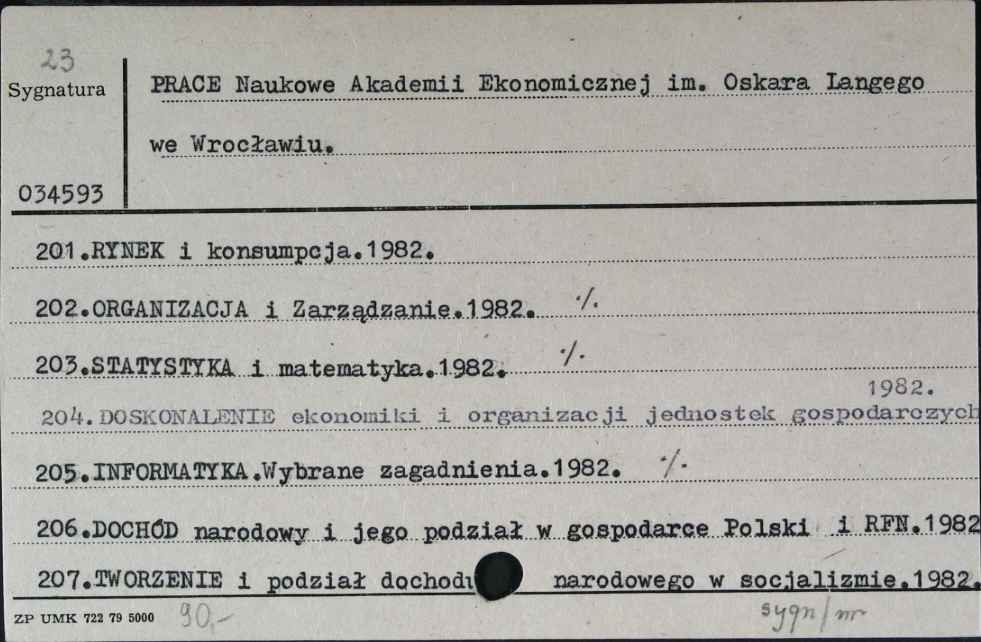 23
Sygnatura
PRACE Naukowe Akademii Ekonomicznej im. Oskara Langego
we Wrocławiu.
034593
201.RYNEK i konsumpcja.1982.
202.ORGANIZACJA i Zarządzanie.1982. ./.
203.STATYSTYKA i matematyka.1982. ./.
1982.
204.DOSKONALENIE ekonomiki i organizacji jednostek gospodarczych
205.INFORMATYKA.Wybrane zagadnienia.1982. ./.
206.DOCHÓD narodowy i jego podział w gospodarce Polski i RFN.1982
207.TWORZENIE i podział dochodu narodowego w socjalizmie.1982.
ZP UMK 722 79 5000 90,- sygn/nr